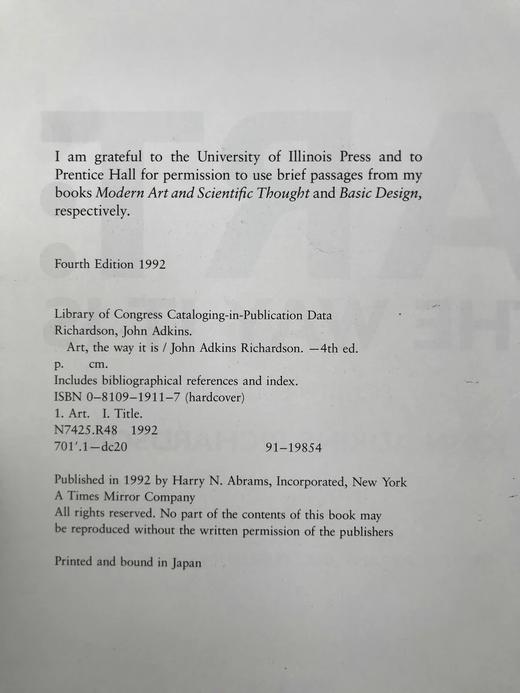 I am grateful to the University of Illinois Press and to
Prentice Hall for permission to use brief passages from my
books Modern Art and Scientific Thought and Basic Design,
respectively.
Fourth Edition 1992
Library of Congress Cataloging-in-Publication Data
Richardson, John Adkins.
Art, the way it is / John Adkins Richardson. —4th ed.
p. cm.
Includes bibliographical references and index.
ISBN 0–8109–1911–7 (hardcover)
1. Art. I. Title.
N7425.R48 1992
701'.1—dc20 91–19854
Published in 1992 by Harry N. Abrams, Incorporated, New York
A Times Mirror Company
All rights reserved. No part of the contents of this book may
be reproduced without the written permission of the publishers
Printed and bound in Japan